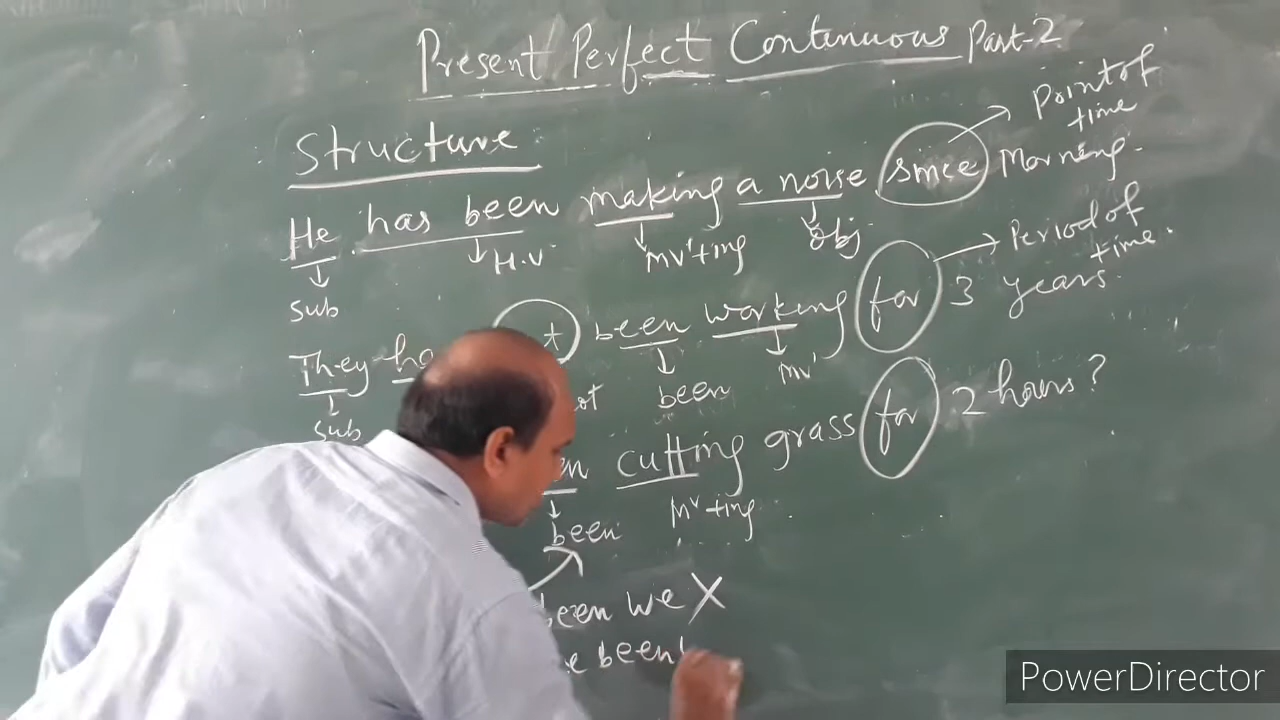 Present Perfect Continuous Part-2
Structure
He has been making a noise since morning.
Point of
time
Sub
H.V
MV+ing
Obj.
They been working for 3 years.
Period of
time.
Sub
been
MV
cutting grass for 2 hours?
been
MV+ing
been we X
been
PowerDirector